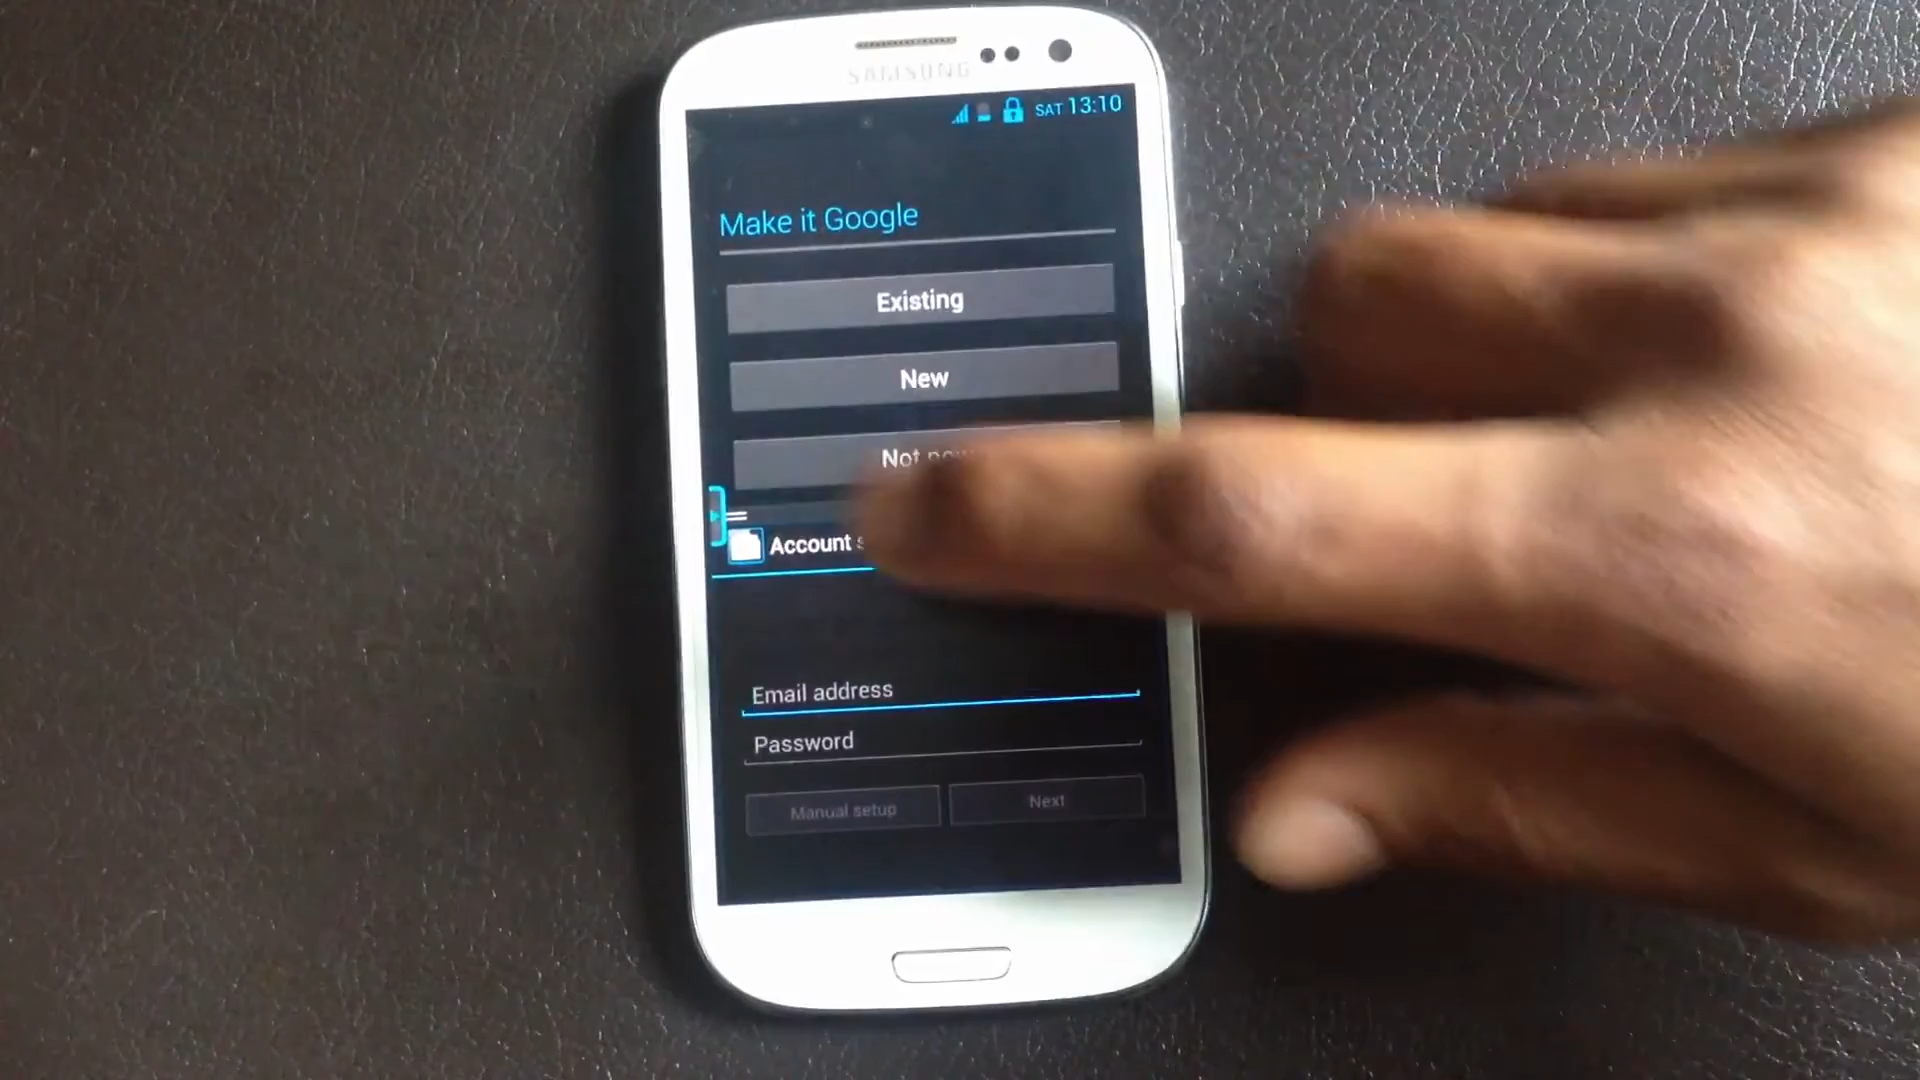 SAMSUNG
SAT 13:10
Make it Google
Existing
New
Not now
Account
Email address
Password
Manual setup
Next